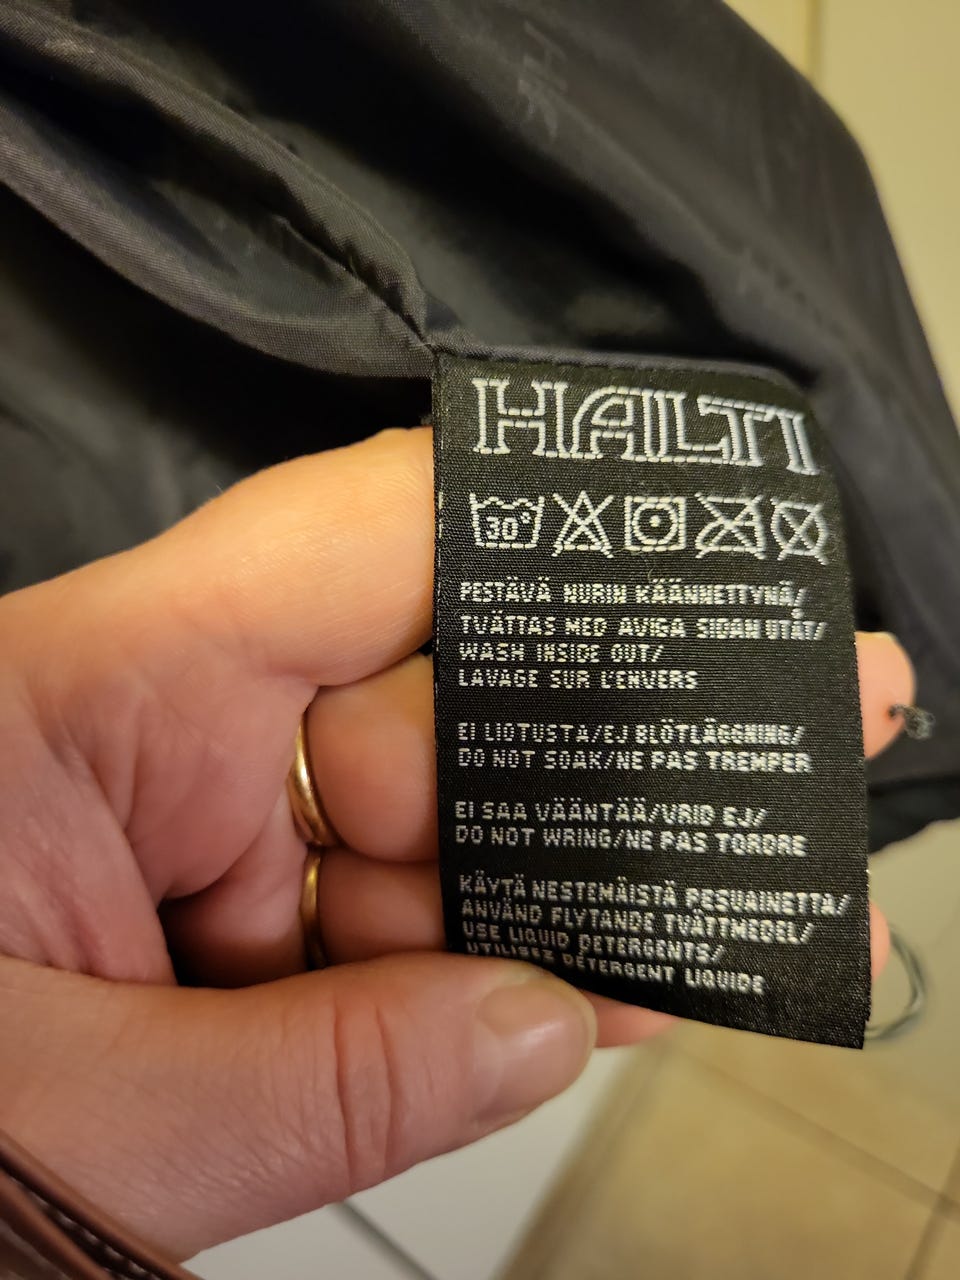 HALTI
30°
PESTÄVÄ NURIN KÄÄNNETTYNÄ/
TVÄTTAS MED AVIGA SIDAN UTÅT/
WASH INSIDE OUT/
LAVAGE SUR L'ENVERS
EI LIOTUSTA/EJ BLÖTLÄGGNING/
DO NOT SOAK/NE PAS TREMPER
EI SAA VÄÄNTÄÄ/VRID EJ/
DO NOT WRING/NE PAS TORDRE
KÄYTÄ NESTEMÄISTÄ PESUAINETTA/
ANVÄND FLYTANDE TVÄTTMEDEL/
USE LIQUID DETERGENTS/
UTILISEZ DÉTERGENT LIQUIDE